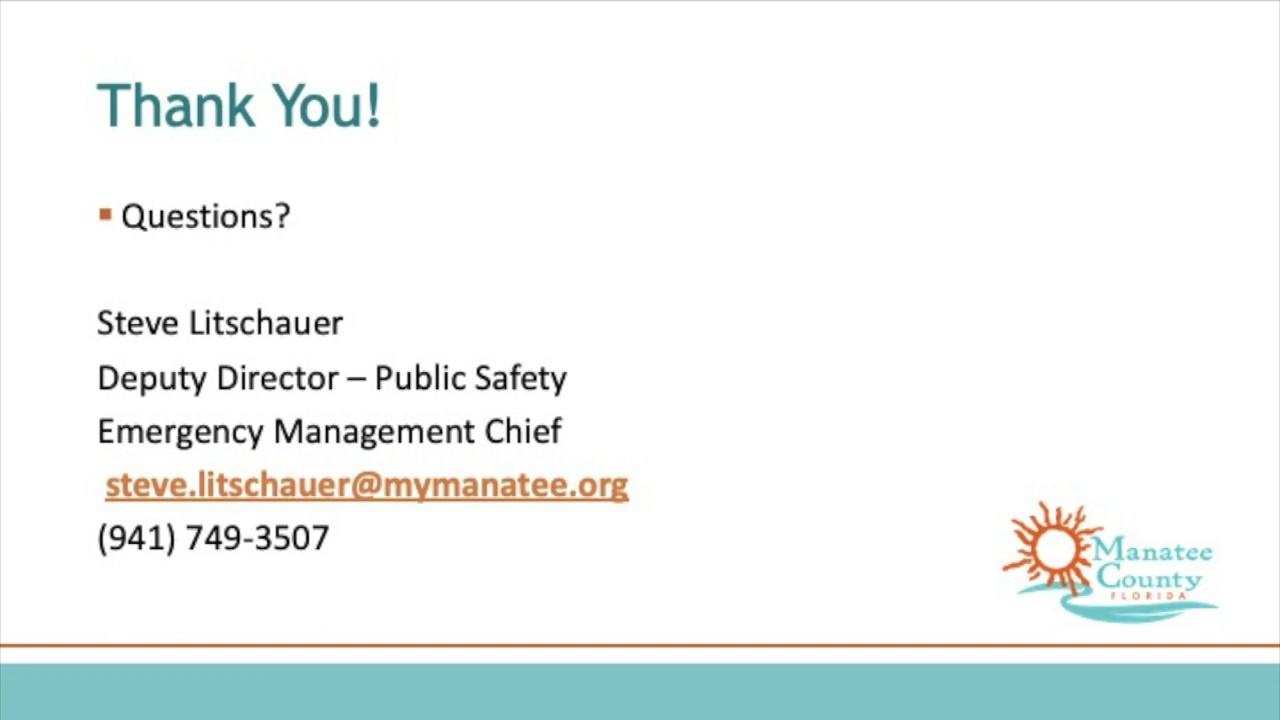 Thank You!
Questions?
Steve Litschauer
Deputy Director – Public Safety
Emergency Management Chief
steve.litschauer@mymanatee.org
(941) 749-3507
Manatee
County
FLORIDA